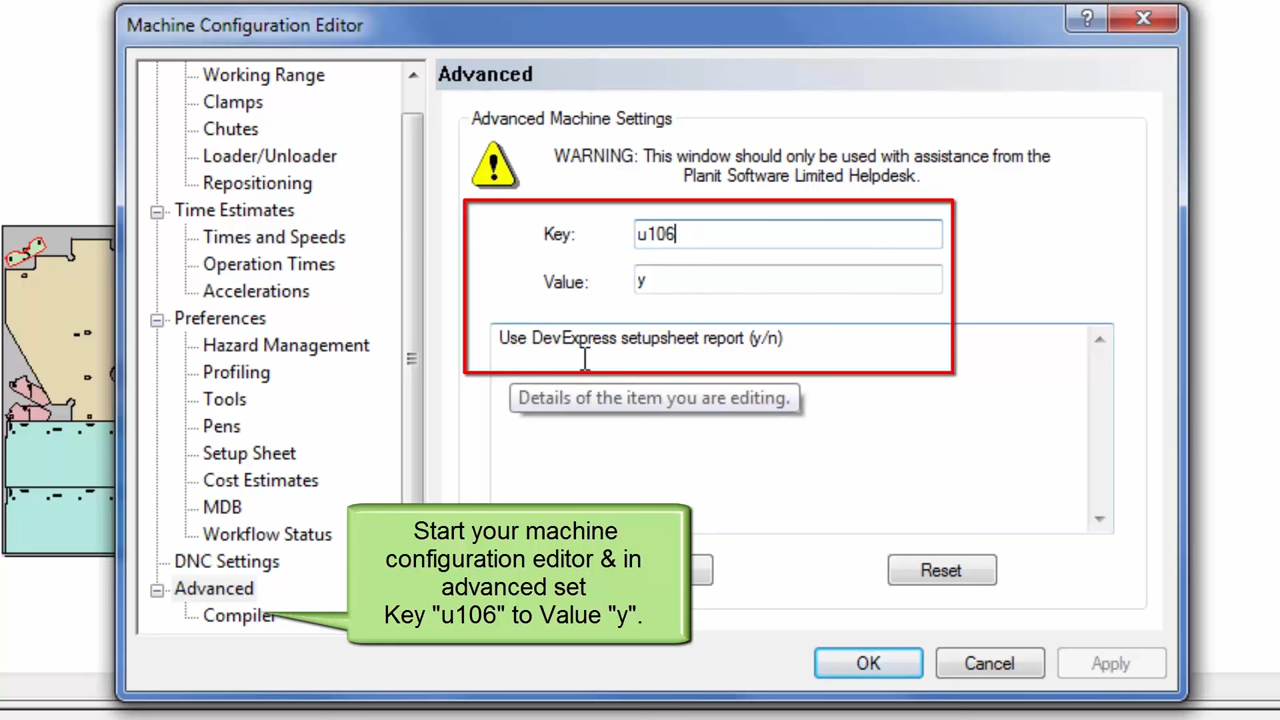 Machine Configuration Editor
?
Working Range
Clamps
Chutes
Loader/Unloader
Repositioning
Time Estimates
Times and Speeds
Operation Times
Accelerations
Preferences
Hazard Management
Profiling
Tools
Pens
Setup Sheet
Cost Estimates
MDB
Workflow Status
DNC Settings
Advanced
Compiler
Advanced
Advanced Machine Settings
WARNING: This window should only be used with assistance from the
Planit Software Limited Helpdesk.
Key: u106
Value: y
Use DevExpress setupsheet report (y/n)
Details of the item you are editing.
Start your machine
configuration editor & in
advanced set
Key "u106" to Value "y".
Reset
OK Cancel Apply